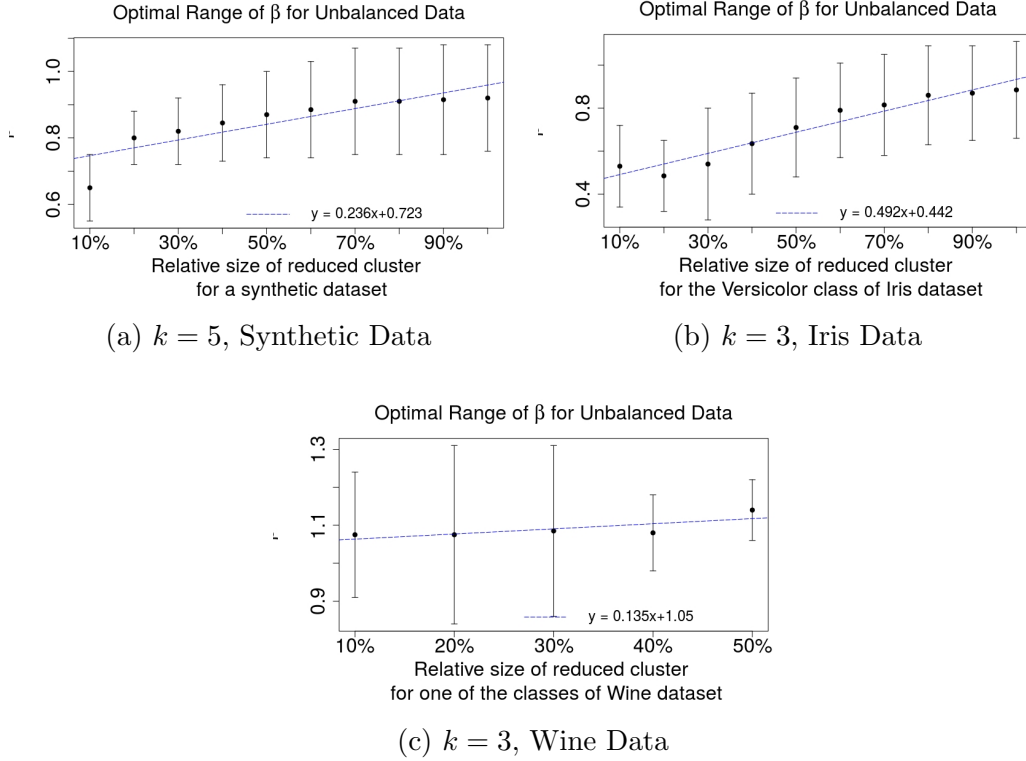 Optimal Range of β for Unbalanced Data
1.0
0.8
0.6
y = 0.236x+0.723
10% 30% 50% 70% 90%
Relative size of reduced cluster
for a synthetic dataset
(a) k = 5, Synthetic Data
Optimal Range of β for Unbalanced Data
0.8
0.4
y = 0.492x+0.442
10% 30% 50% 70% 90%
Relative size of reduced cluster
for the Versicolor class of Iris dataset
(b) k = 3, Iris Data
Optimal Range of β for Unbalanced Data
1.3
1.1
0.9
y = 0.135x+1.05
10% 20% 30% 40% 50%
Relative size of reduced cluster
for one of the classes of Wine dataset
(c) k = 3, Wine Data